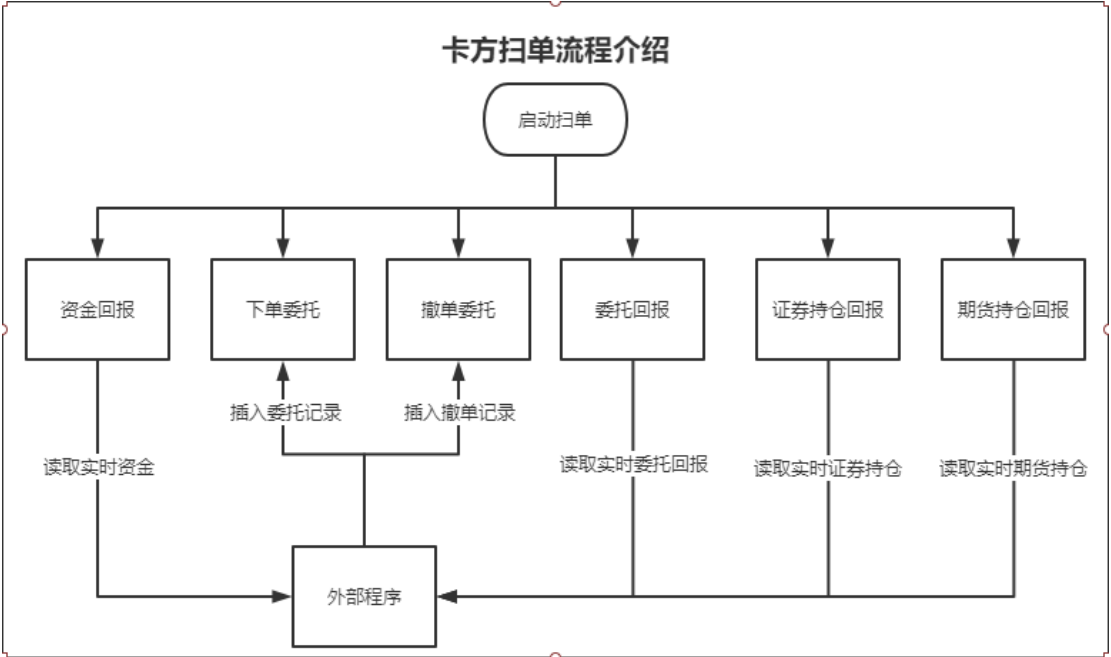 卡方扫单流程介绍
启动扫单
资金回报
下单委托
撤单委托
委托回报
证券持仓回报
期货持仓回报
插入委托记录
插入撤单记录
读取实时资金
读取实时委托回报
读取实时证券持仓
读取实时期货持仓
外部程序